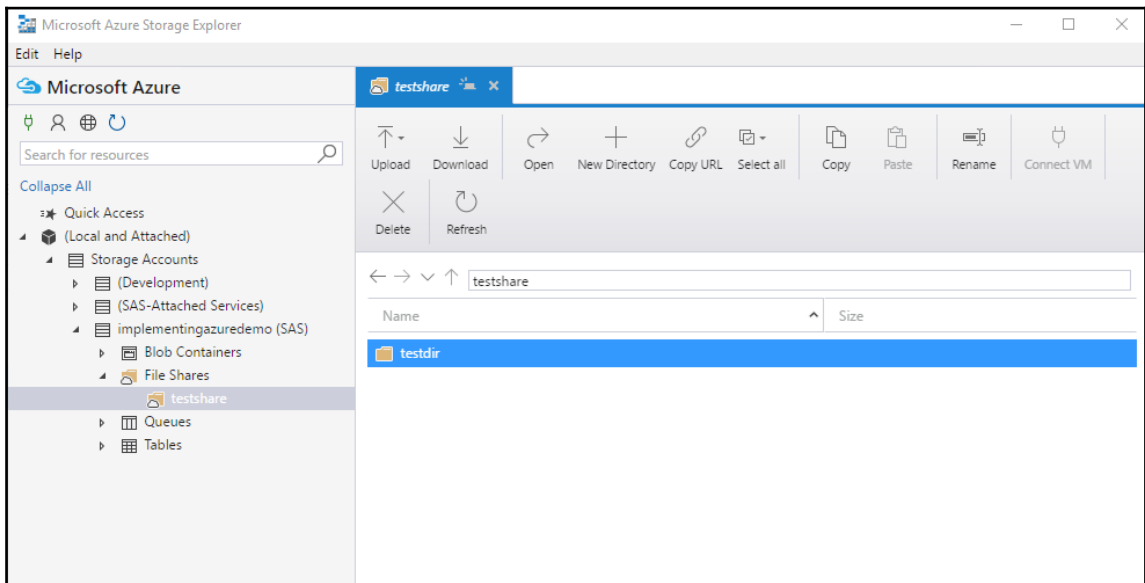 Microsoft Azure Storage Explorer
Edit Help
Microsoft Azure
Search for resources
Collapse All
Quick Access
(Local and Attached)
Storage Accounts
(Development)
(SAS-Attached Services)
implementingazuredemo (SAS)
Blob Containers
File Shares
testshare
Queues
Tables
testshare
Upload Download Open New Directory Copy URL Select all Copy Paste Rename Connect VM
Delete Refresh
testshare
Name Size
testdir